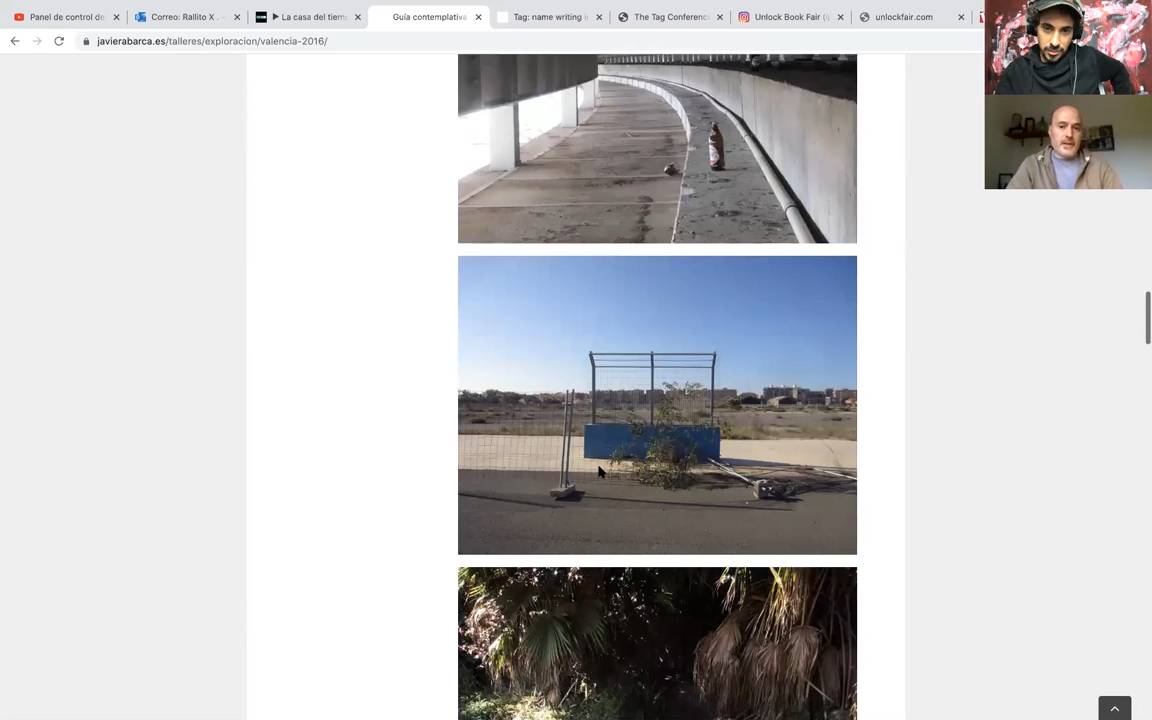 Panel de control de
Correo: Rallito X . -
La casa del tiem
Guía contemplativa
Tag: name writing i
The Tag Conference
Unlock Book Fair (
unlockfair.com
javierabarca.es/talleres/exploracion/valencia-2016/